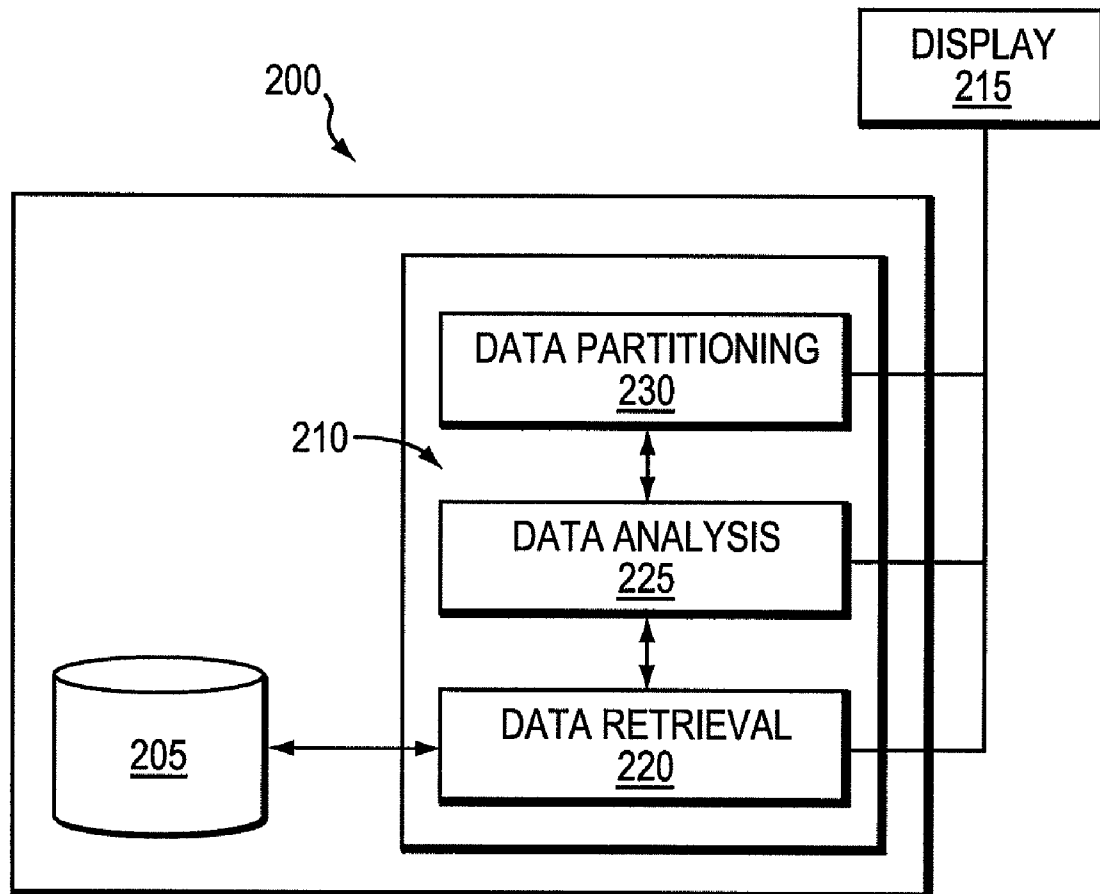 DISPLAY
215
200
DATA PARTITIONING
230
210
DATA ANALYSIS
225
DATA RETRIEVAL
220
205